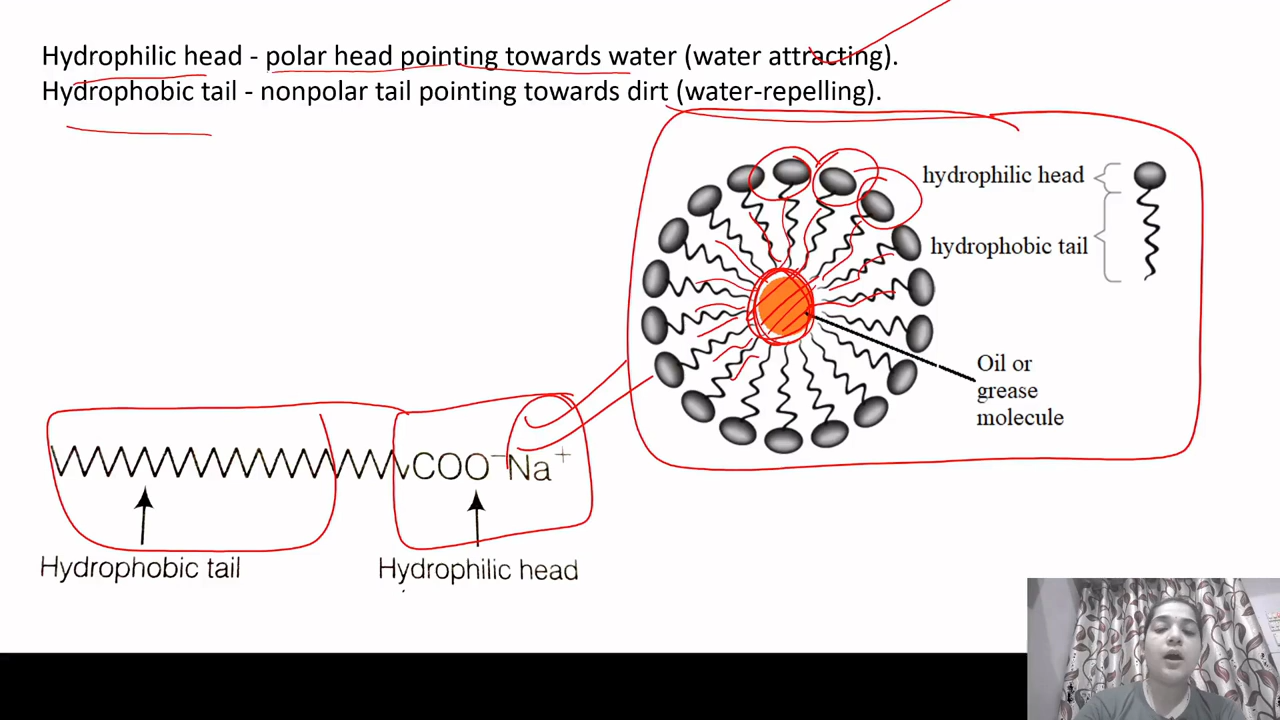 Hydrophilic head - polar head pointing towards water (water attracting).
Hydrophobic tail - nonpolar tail pointing towards dirt (water-repelling).
hydrophilic head
hydrophobic tail
Oil or
grease
molecule
COO⁻Na⁺
Hydrophobic tail
Hydrophilic head